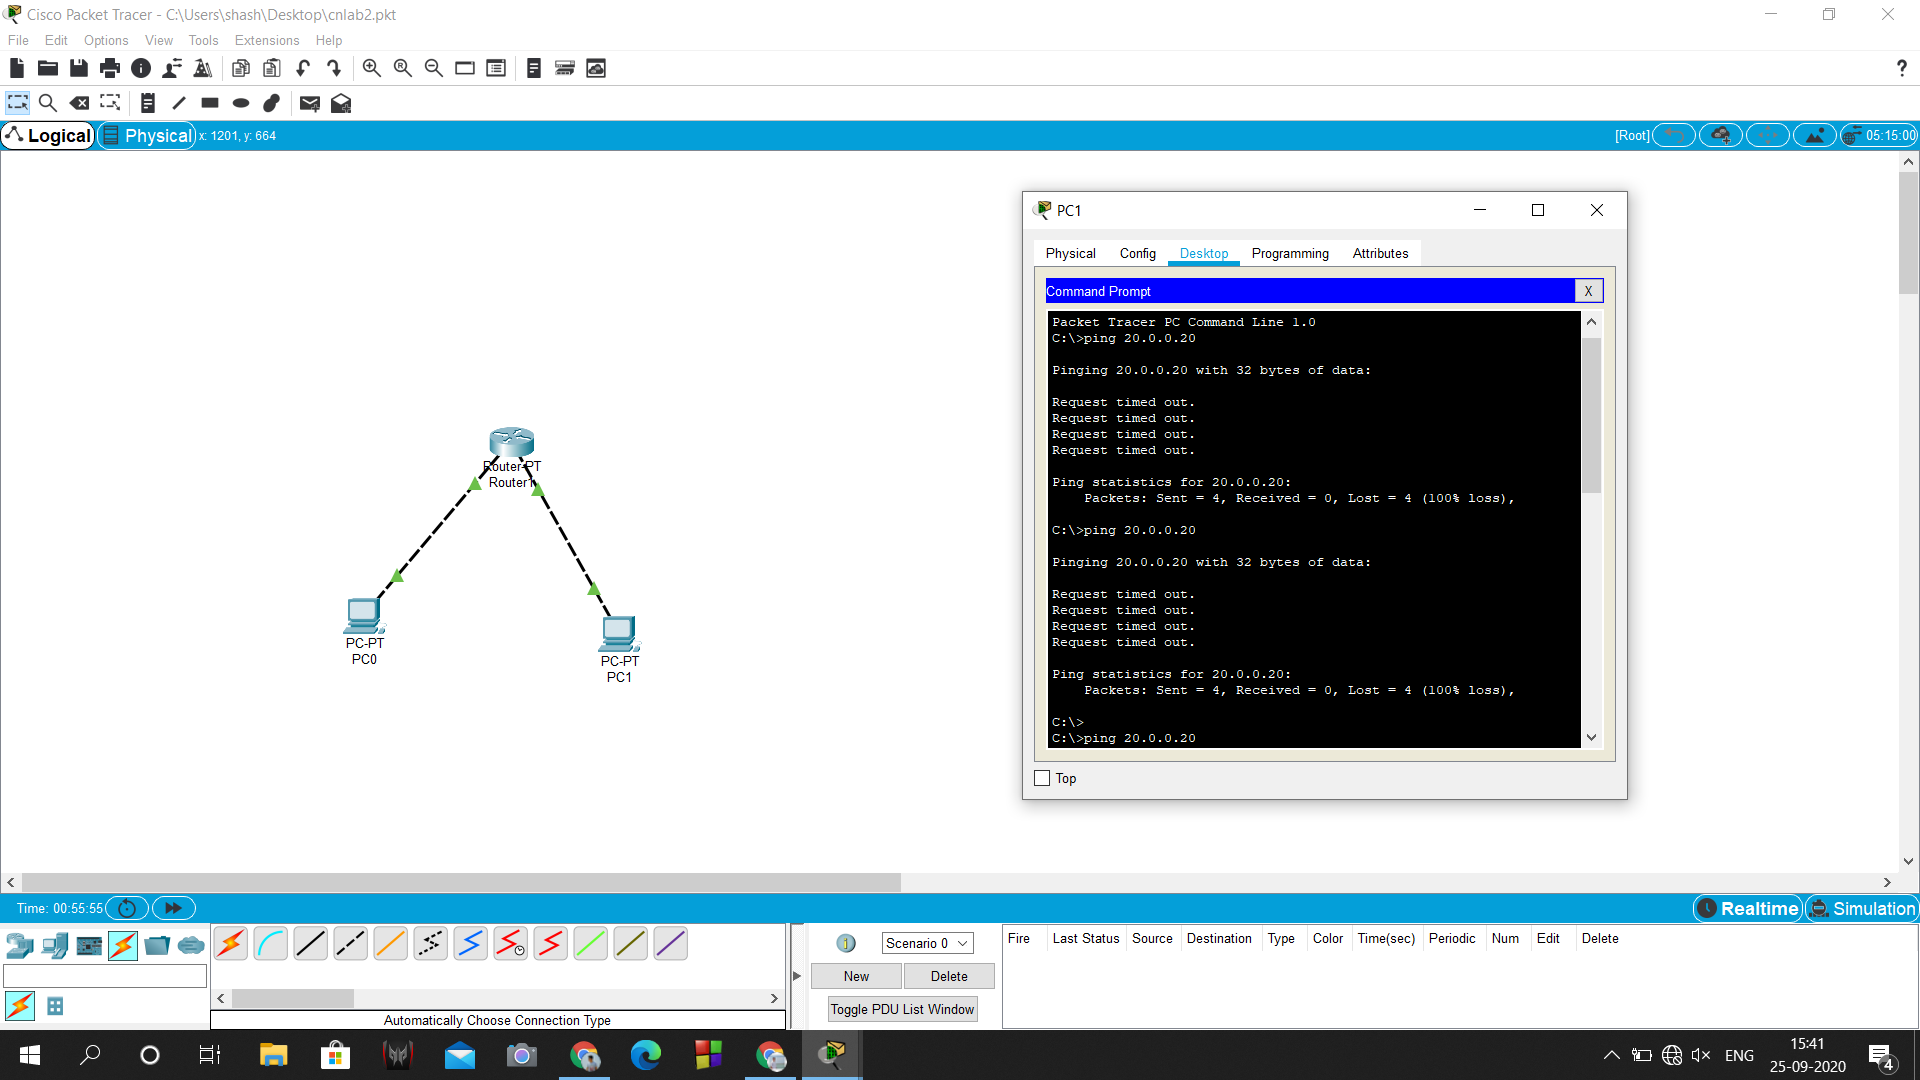 Cisco Packet Tracer - C:\Users\shash\Desktop\cnlab2.pkt
File Edit Options View Tools Extensions Help
?
Logical Physical x: 1201, y: 664 [Root] 05:15:00
PC1
Physical Config Desktop Programming Attributes
Command Prompt X
Packet Tracer PC Command Line 1.0
C:\>ping 20.0.0.20
Pinging 20.0.0.20 with 32 bytes of data:
Request timed out.
Request timed out.
Request timed out.
Request timed out.
Ping statistics for 20.0.0.20:
Packets: Sent = 4, Received = 0, Lost = 4 (100% loss),
C:\>ping 20.0.0.20
Pinging 20.0.0.20 with 32 bytes of data:
Request timed out.
Request timed out.
Request timed out.
Request timed out.
Ping statistics for 20.0.0.20:
Packets: Sent = 4, Received = 0, Lost = 4 (100% loss),
C:\>
C:\>ping 20.0.0.20
Top
Router-PT
Router1
PC-PT
PC0
PC-PT
PC1
Time: 00:55:55 Realtime Simulation
Automatically Choose Connection Type
1 Scenario 0
New Delete
Toggle PDU List Window
Fire Last Status Source Destination Type Color Time(sec) Periodic Num Edit Delete
ENG
15:41
25-09-2020
4